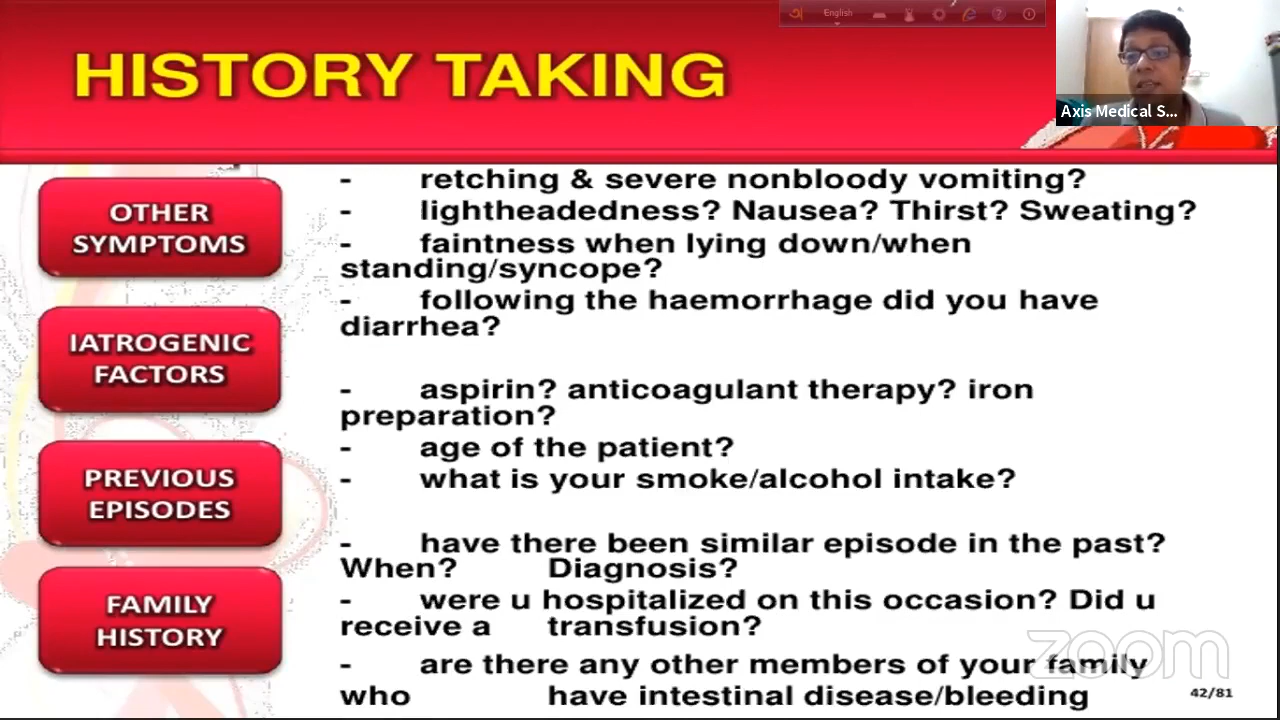 English
HISTORY TAKING
Axis Medical S...
OTHER
SYMPTOMS
- retching & severe nonbloody vomiting?
- lightheadedness? Nausea? Thirst? Sweating?
- faintness when lying down/when
standing/syncope?
- following the haemorrhage did you have
diarrhea?
IATROGENIC
FACTORS
- aspirin? anticoagulant therapy? iron
preparation?
- age of the patient?
- what is your smoke/alcohol intake?
PREVIOUS
EPISODES
- have there been similar episode in the past?
When? Diagnosis?
- were u hospitalized on this occasion? Did u
receive a transfusion?
FAMILY
HISTORY
- are there any other members of your family
who have intestinal disease/bleeding
zoom
42/81